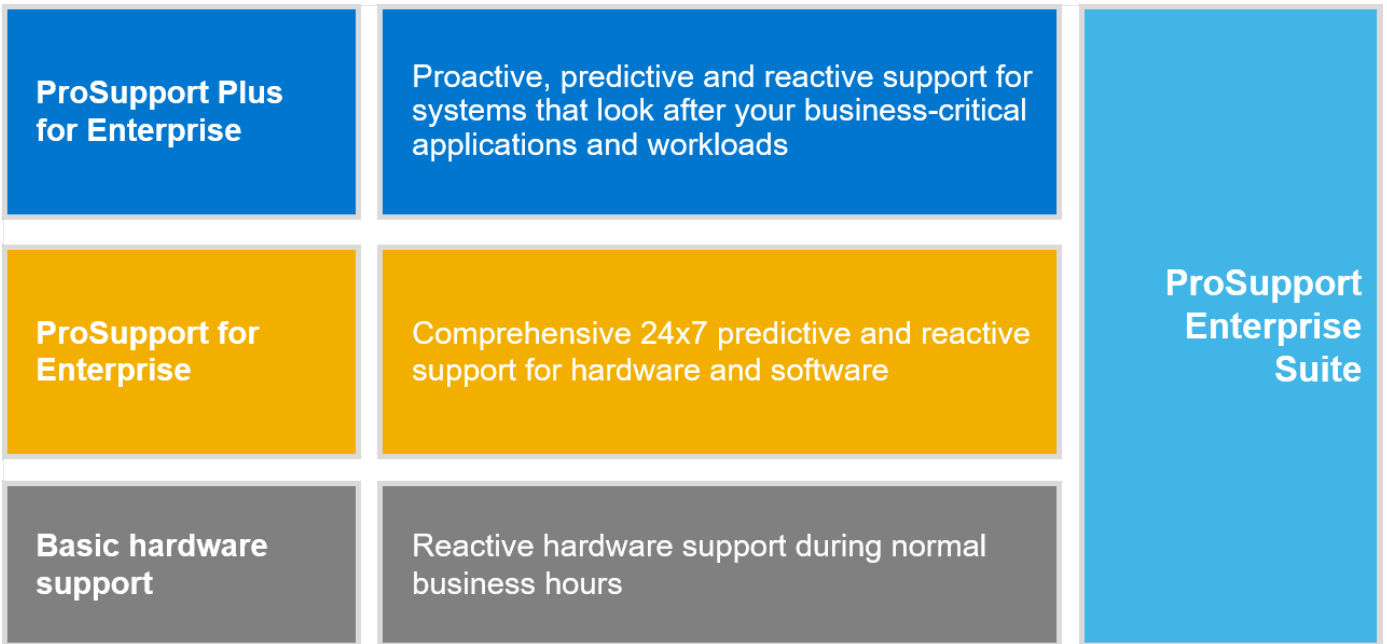 ProSupport Plus
for Enterprise
Proactive, predictive and reactive support for
systems that look after your business-critical
applications and workloads
ProSupport for
Enterprise
Comprehensive 24x7 predictive and reactive
support for hardware and software
Basic hardware
support
Reactive hardware support during normal
business hours
ProSupport
Enterprise
Suite